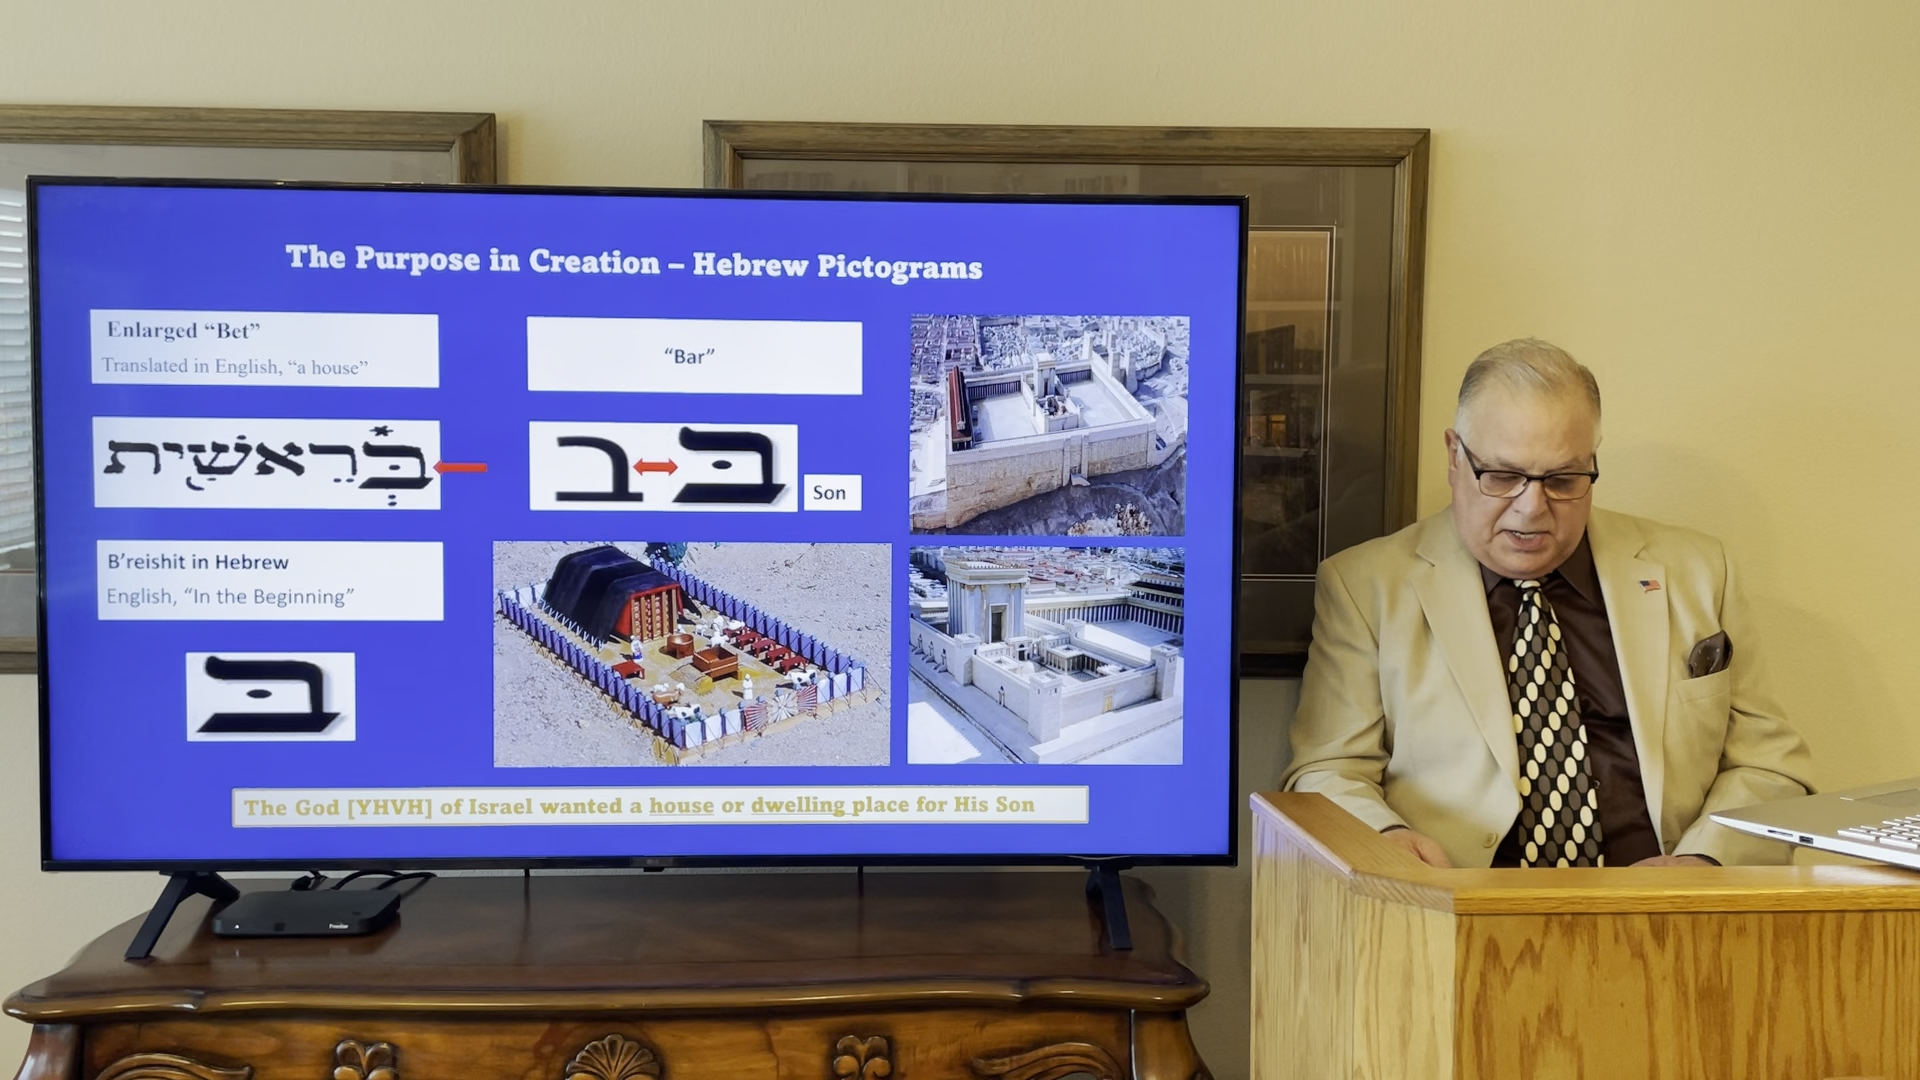 The Purpose in Creation – Hebrew Pictograms
Enlarged “Bet”
Translated in English, “a house”
בְּרֵאשִׁית
B’reishit in Hebrew
English, “In the Beginning”
בּ
“Bar”
בּ ב
Son
The God [YHVH] of Israel wanted a house or dwelling place for His Son